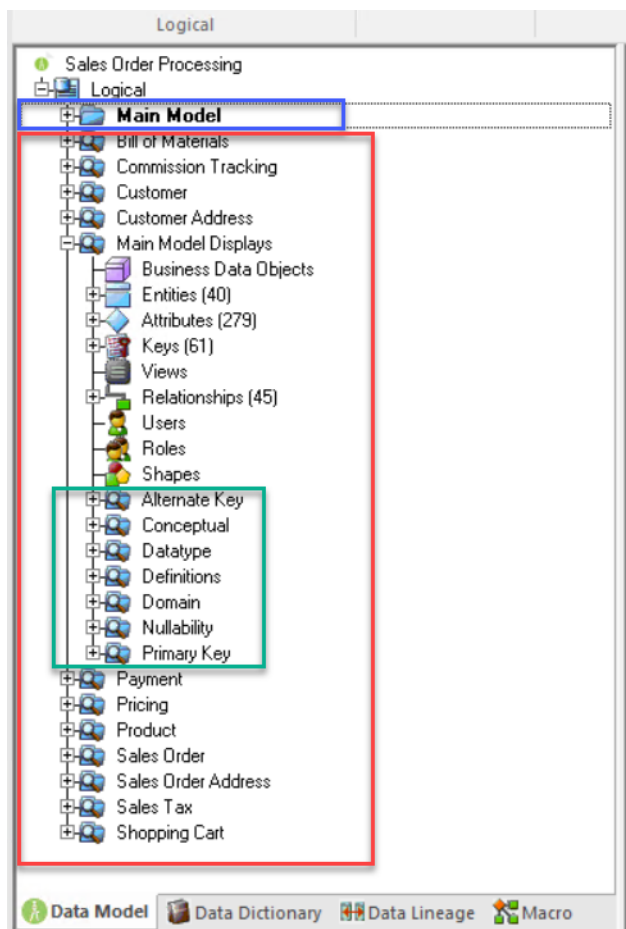 Logical
Sales Order Processing
Logical
Main Model
Bill of Materials
Commission Tracking
Customer
Customer Address
Main Model Displays
Business Data Objects
Entities (40)
Attributes (279)
Keys (61)
Views
Relationships (45)
Users
Roles
Shapes
Alternate Key
Conceptual
Datatype
Definitions
Domain
Nullability
Primary Key
Payment
Pricing
Product
Sales Order
Sales Order Address
Sales Tax
Shopping Cart
Data Model Data Dictionary Data Lineage Macro